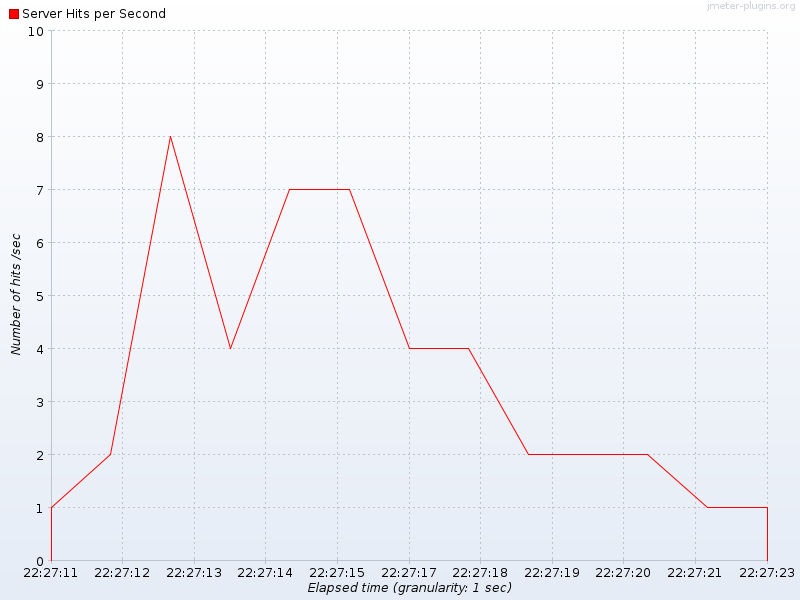 Server Hits per Second
jmeter-plugins.org
10
9
8
7
6
5
4
3
2
1
0
Number of hits /sec
22:27:11 22:27:12 22:27:13 22:27:14 22:27:15 22:27:17 22:27:18 22:27:19 22:27:20 22:27:21 22:27:23
Elapsed time (granularity: 1 sec)